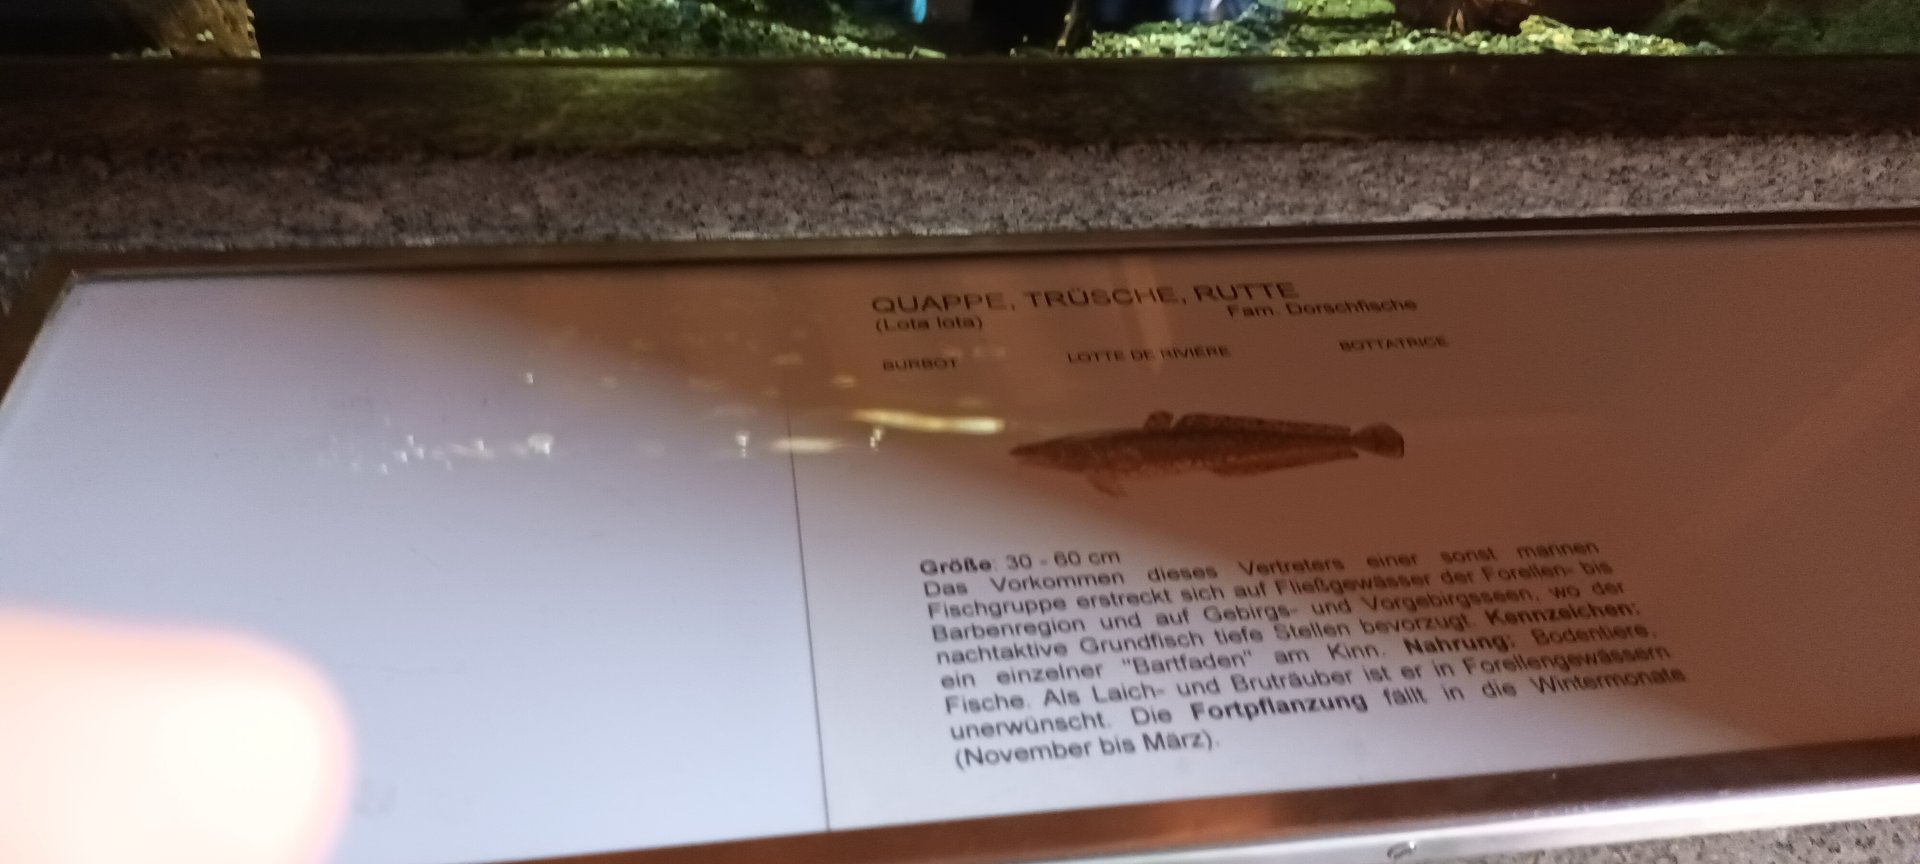 QUAPPE, TRÜSCHE, RUTTE
(Lota lota) Fam. Dorschfische
BURBOT LOTTE DE RIVIÈRE BOTTATRICE
Größe: 30 - 60 cm
Das Vorkommen dieses Vertreters einer sonst marinen
Fischgruppe erstreckt sich auf Fließgewässer der Forellen- bis
Barbenregion und auf Gebirgs- und Vorgebirgsseen, wo der
nachtaktive Grundfisch tiefe Stellen bevorzugt. Kennzeichen:
ein einzelner "Bartfaden" am Kinn. Nahrung: Bodentiere,
Fische. Als Laich- und Bruträuber ist er in Forellengewässern
unerwünscht. Die Fortpflanzung fällt in die Wintermonate
(November bis März).